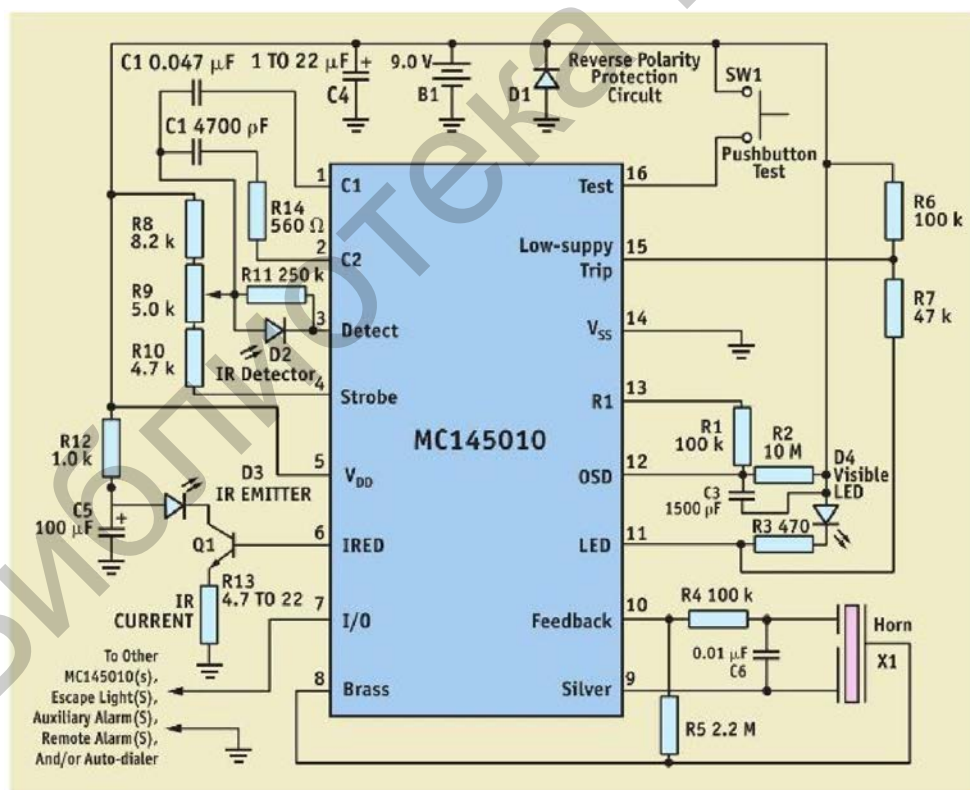 C1 0.047 µF
1 TO 22 µF +
C4
9.0 V
B1
D1
Reverse Polarity
Protection
Circuit
SW1
Pushbutton
Test
C1 4700 ρF
R14
560 Ω
R8
8.2 k
R9
5.0 k
R10
4.7 k
R11 250 k
D2
IR Detector
R12
1.0 k
C5
100 µF
+
D3
IR EMITTER
Q1
R13
4.7 TO 22
IR
CURRENT
To Other
MC145010(s),
Escape Light(S),
Auxiliary Alarm(S),
Remote Alarm(S),
And/or Auto-dialer
MC145010
1 C1
2 C2
3 Detect
4 Strobe
5 VDD
6 IRED
7 I/O
8 Brass
Test 16
Low-suppy
Trip
15
VSS 14
R1 13
OSD 12
LED 11
Feedback 10
Silver 9
R6
100 k
R7
47 k
R1
100 k
R2
10 M
C3
1500 pF
D4
Visible
LED
R3 470
R4 100 k
0.01 µF
C6
R5 2.2 M
Horn
X1
библиотека